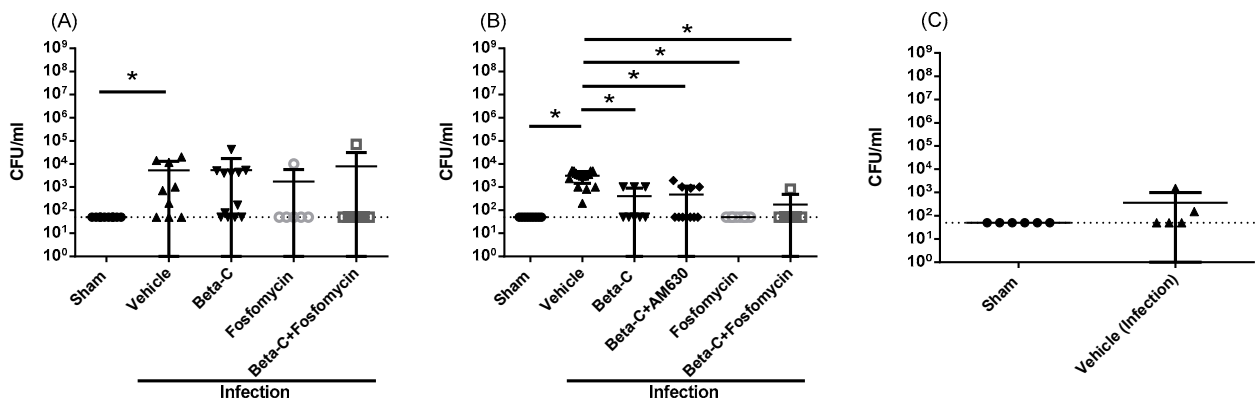 (A)
CFU/ml
10⁹
10⁸
10⁷
10⁶
10⁵
10⁴
10³
10²
10¹
10⁰
*
Sham
Vehicle
Beta-C
Fosfomycin
Beta-C+Fosfomycin
Infection
(B)
CFU/ml
10⁹
10⁸
10⁷
10⁶
10⁵
10⁴
10³
10²
10¹
10⁰
*
*
*
*
*
Sham
Vehicle
Beta-C
Beta-C+AM630
Fosfomycin
Beta-C+Fosfomycin
Infection
(C)
CFU/ml
10⁹
10⁸
10⁷
10⁶
10⁵
10⁴
10³
10²
10¹
10⁰
Sham
Vehicle (Infection)